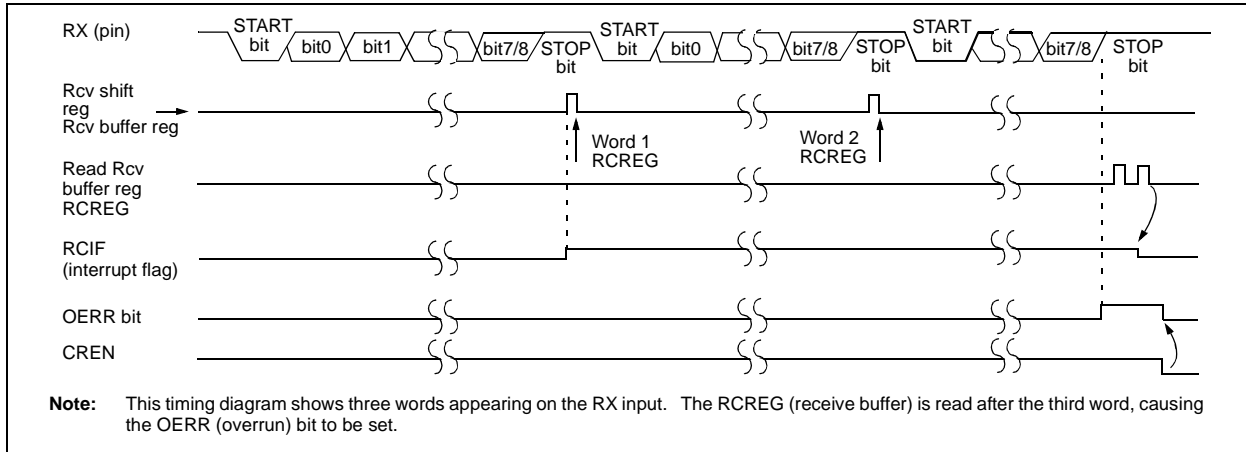 RX (pin)
START
bit
bit0
bit1
bit7/8
STOP
bit
START
bit
bit0
bit7/8
STOP
bit
START
bit
bit7/8
STOP
bit
Rcv shift
reg
Rcv buffer reg
Word 1
RCREG
Word 2
RCREG
Read Rcv
buffer reg
RCREG
RCIF
(interrupt flag)
OERR bit
CREN
Note: This timing diagram shows three words appearing on the RX input. The RCREG (receive buffer) is read after the third word, causing
the OERR (overrun) bit to be set.